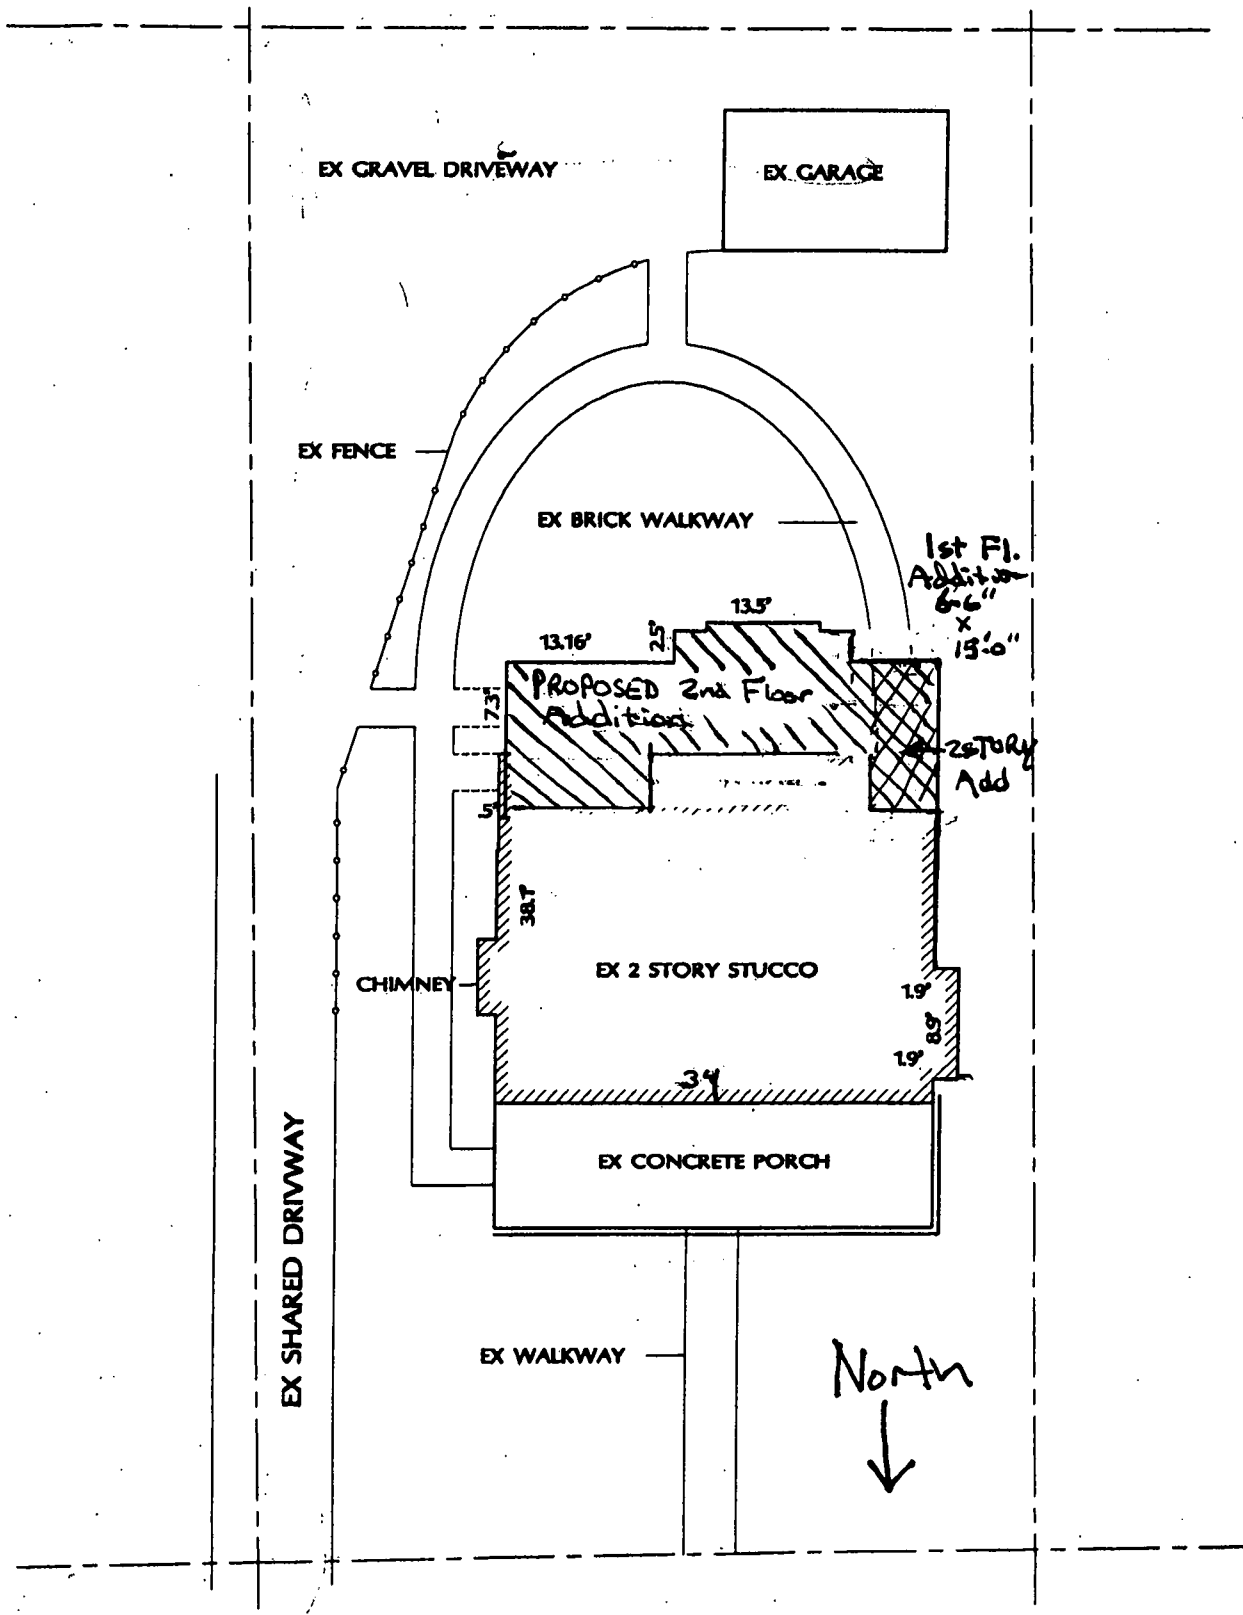 EX GRAVEL DRIVEWAY
EX GARAGE
EX FENCE
EX BRICK WALKWAY
1st Fl.
Addition
6-6"
x
15'-0"
13.5'
13.16'
2.5'
PROPOSED 2nd Floor
Addition
7.3'
2STORY
Add
.5'
38.7'
EX 2 STORY STUCCO
CHIMNEY
1.9'
8.9'
1.9'
34
EX CONCRETE PORCH
EX SHARED DRIVWAY
EX WALKWAY
North